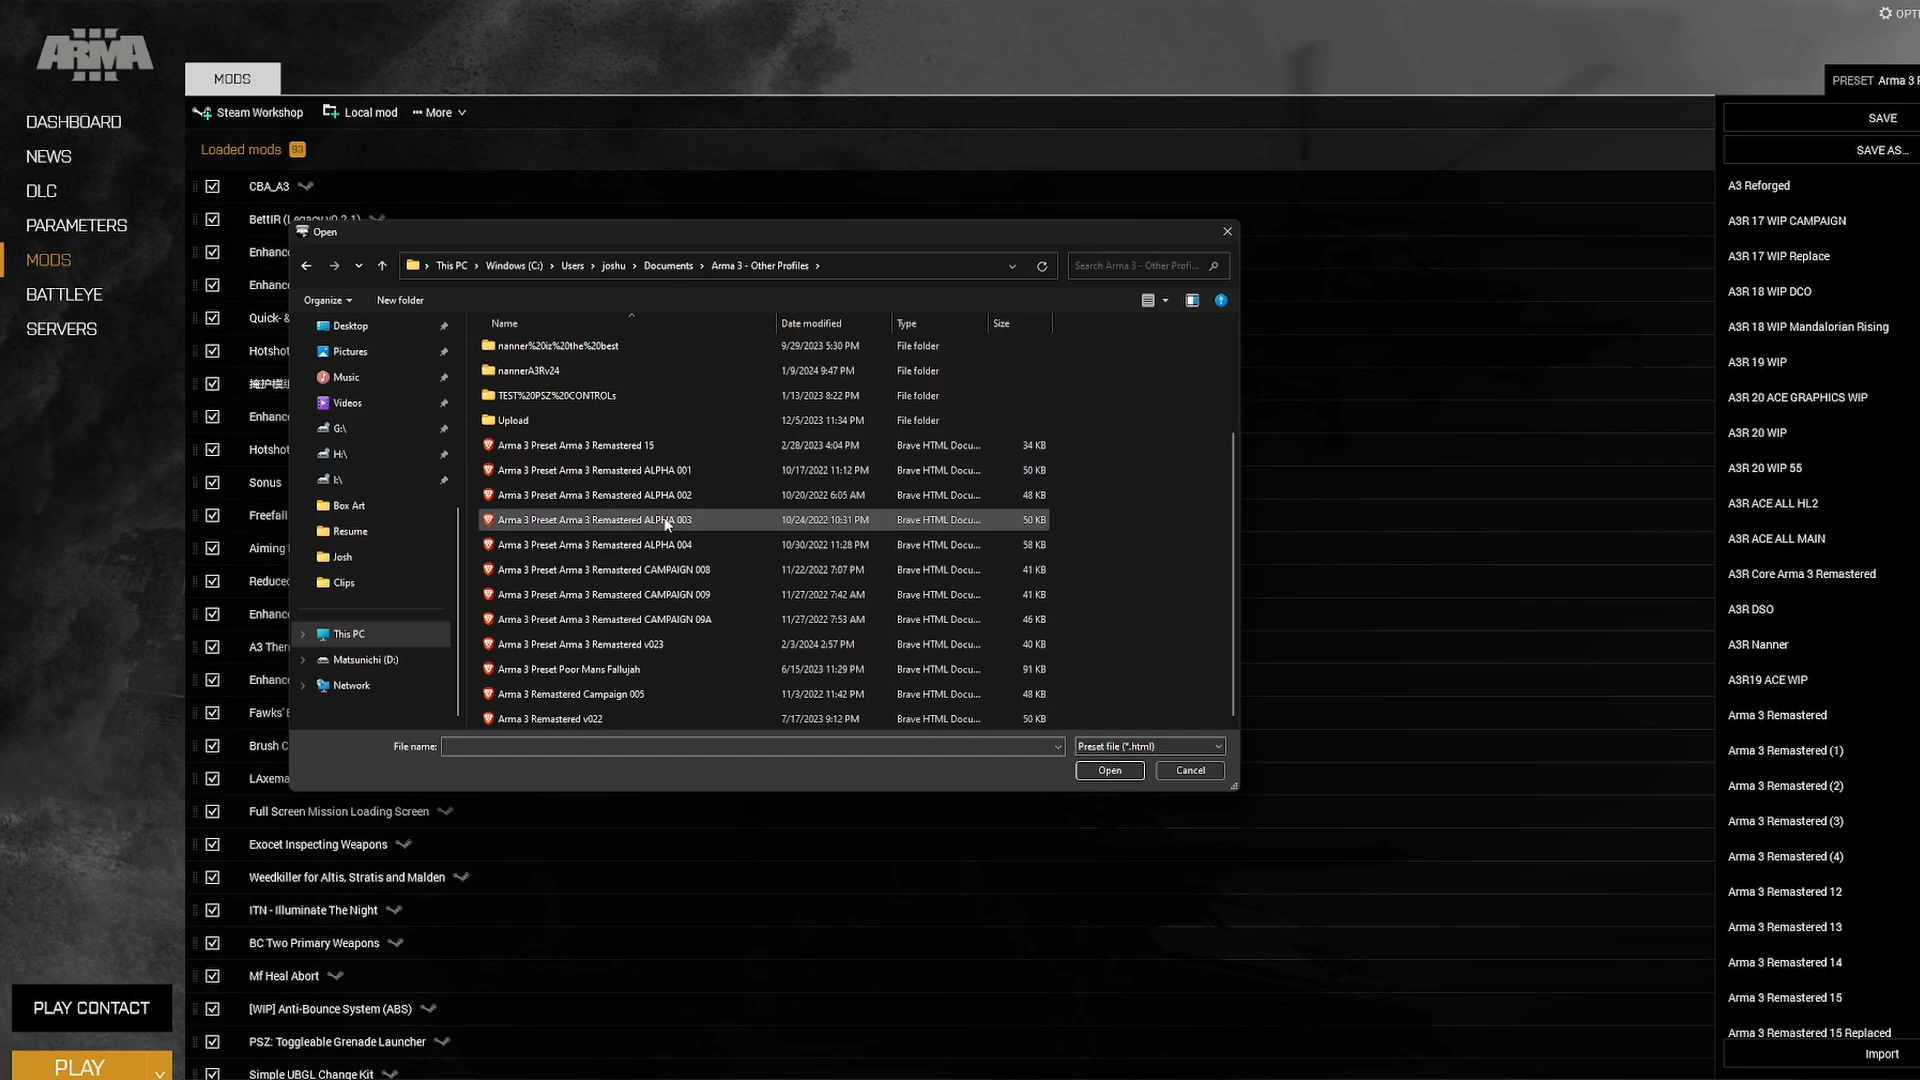 OPTI
ARMA
III
DASHBOARD
NEWS
DLC
PARAMETERS
MODS
BATTLEYE
SERVERS
PLAY CONTACT
PLAY
MODS
Steam Workshop
Local mod
More
Loaded mods 93
CBA_A3
BettIR (Legacy v0.2.1)
Enhance
Enhance
Quick- &
Hotshot
掩护模组
Enhance
Hotshot
Sonus
Freefall
Aiming
Reduced
Enhance
A3 Ther
Enhance
Fawks'
Brush C
LAxema
Full Screen Mission Loading Screen
Exocet Inspecting Weapons
Weedkiller for Altis, Stratis and Malden
ITN - Illuminate The Night
BC Two Primary Weapons
Mf Heal Abort
[WIP] Anti-Bounce System (ABS)
PSZ: Toggleable Grenade Launcher
Simple UBGL Change Kit
Open
This PC > Windows (C:) > Users > joshu > Documents > Arma 3 - Other Profiles >
Search Arma 3 - Other Profi...
Organize
New folder
Desktop
Pictures
Music
Videos
G:\
H:\
I:\
Box Art
Resume
Josh
Clips
This PC
Matsunichi (D:)
Network
Name Date modified Type Size
nanner%20iz%20the%20best 9/29/2023 5:30 PM File folder
nannerA3Rv24 1/9/2024 9:47 PM File folder
TEST%20PSZ%20CONTROLs 1/13/2023 8:22 PM File folder
Upload 12/5/2023 11:34 PM File folder
Arma 3 Preset Arma 3 Remastered 15 2/28/2023 4:04 PM Brave HTML Docu... 34 KB
Arma 3 Preset Arma 3 Remastered ALPHA 001 10/17/2022 11:12 PM Brave HTML Docu... 50 KB
Arma 3 Preset Arma 3 Remastered ALPHA 002 10/20/2022 6:05 AM Brave HTML Docu... 48 KB
Arma 3 Preset Arma 3 Remastered ALPHA 003 10/24/2022 10:31 PM Brave HTML Docu... 50 KB
Arma 3 Preset Arma 3 Remastered ALPHA 004 10/30/2022 11:28 PM Brave HTML Docu... 58 KB
Arma 3 Preset Arma 3 Remastered CAMPAIGN 008 11/22/2022 7:07 PM Brave HTML Docu... 41 KB
Arma 3 Preset Arma 3 Remastered CAMPAIGN 009 11/27/2022 7:42 AM Brave HTML Docu... 41 KB
Arma 3 Preset Arma 3 Remastered CAMPAIGN 09A 11/27/2022 7:53 AM Brave HTML Docu... 46 KB
Arma 3 Preset Arma 3 Remastered v023 2/3/2024 2:57 PM Brave HTML Docu... 40 KB
Arma 3 Preset Poor Mans Fallujah 6/15/2023 11:29 PM Brave HTML Docu... 91 KB
Arma 3 Remastered Campaign 005 11/3/2022 11:42 PM Brave HTML Docu... 48 KB
Arma 3 Remastered v022 7/17/2023 9:12 PM Brave HTML Docu... 50 KB
File name:
Preset file (*.html)
Open
Cancel
PRESET Arma 3 R
SAVE
SAVE AS...
A3 Reforged
A3R 17 WIP CAMPAIGN
A3R 17 WIP Replace
A3R 18 WIP DCO
A3R 18 WIP Mandalorian Rising
A3R 19 WIP
A3R 20 ACE GRAPHICS WIP
A3R 20 WIP
A3R 20 WIP 55
A3R ACE ALL HL2
A3R ACE ALL MAIN
A3R Core Arma 3 Remastered
A3R DSO
A3R Nanner
A3R19 ACE WIP
Arma 3 Remastered
Arma 3 Remastered (1)
Arma 3 Remastered (2)
Arma 3 Remastered (3)
Arma 3 Remastered (4)
Arma 3 Remastered 12
Arma 3 Remastered 13
Arma 3 Remastered 14
Arma 3 Remastered 15
Arma 3 Remastered 15 Replaced
Import